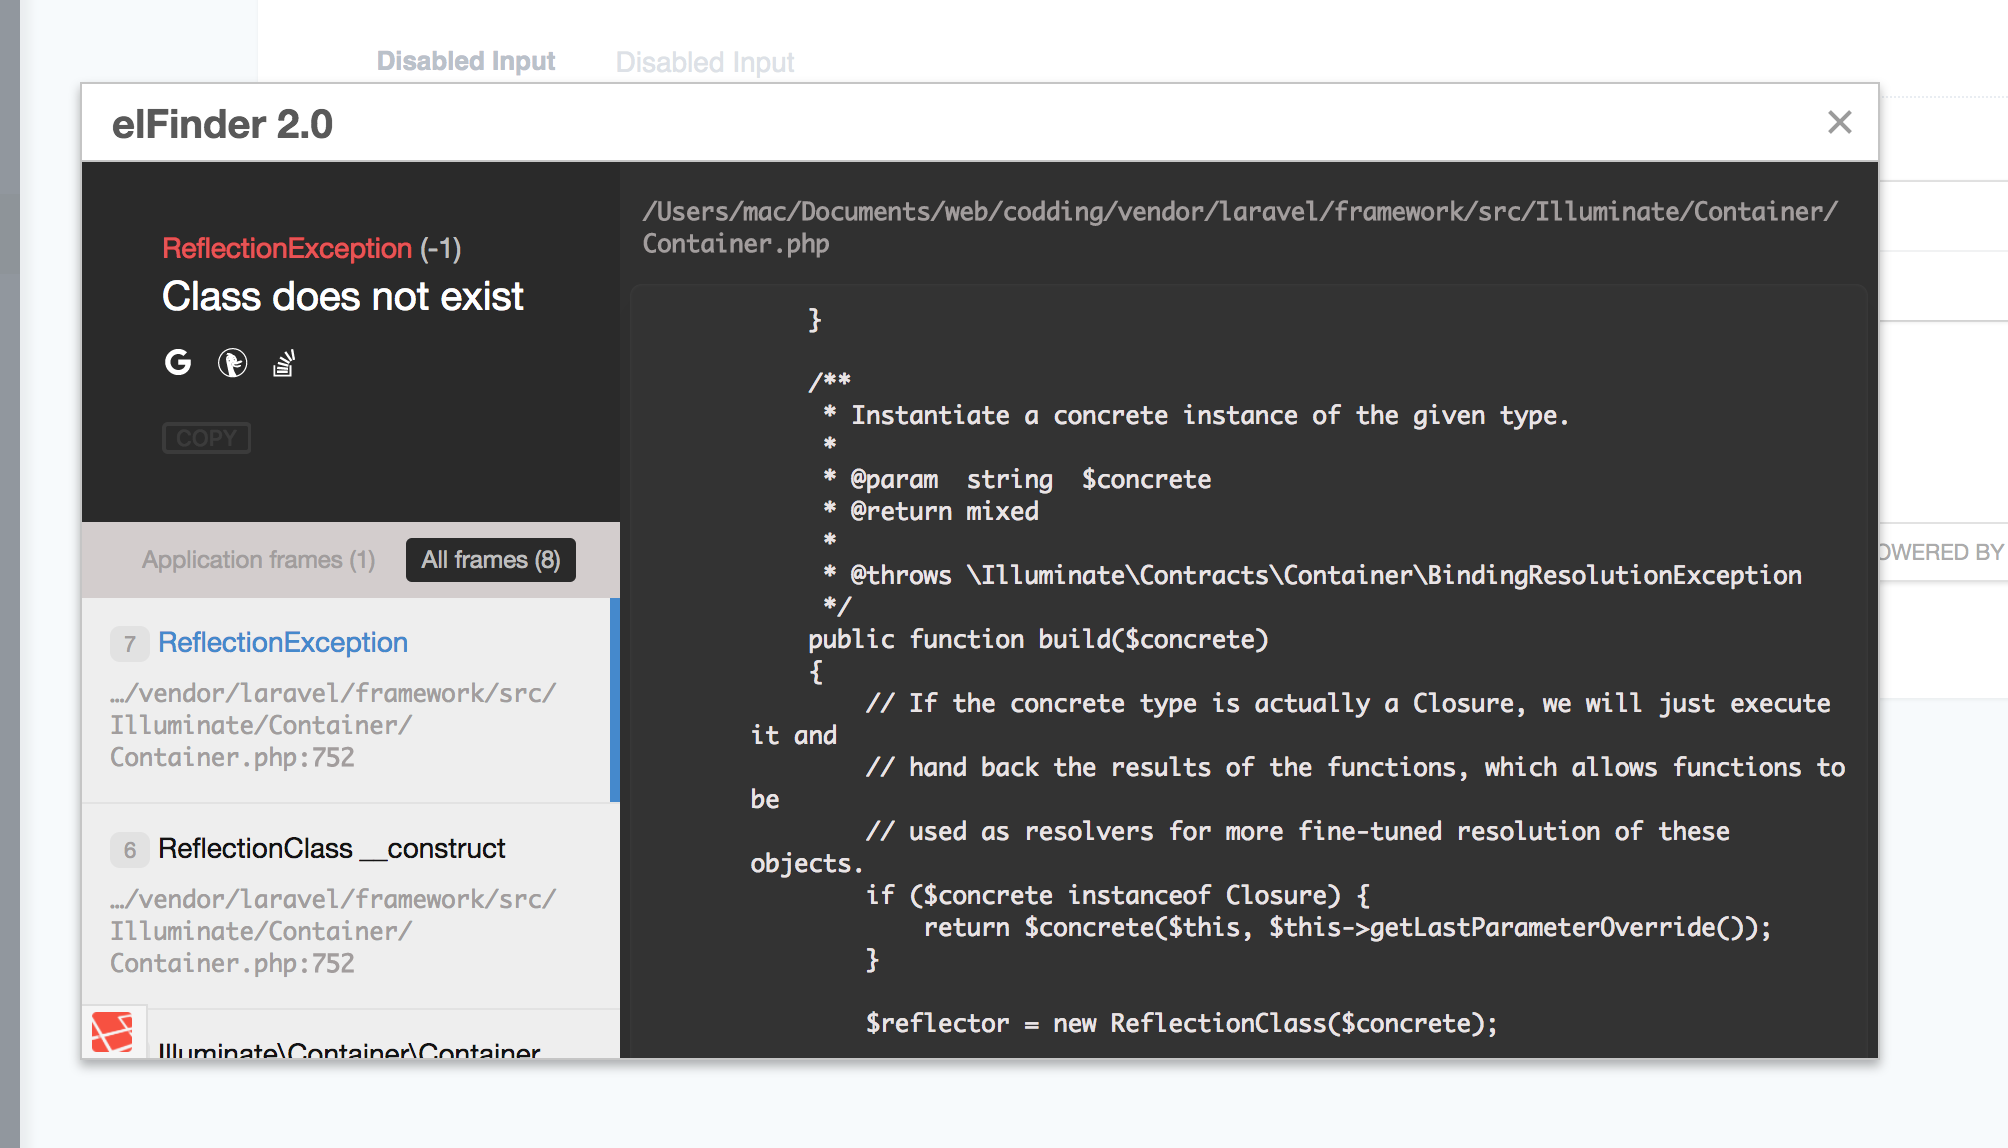 Disabled Input Disabled Input
elFinder 2.0
ReflectionException (-1)
Class does not exist
COPY
Application frames (1) All frames (8)
7 ReflectionException
…/vendor/laravel/framework/src/
Illuminate/Container/
Container.php:752
6 ReflectionClass __construct
…/vendor/laravel/framework/src/
Illuminate/Container/
Container.php:752
Illuminate\Container\Container
/Users/mac/Documents/web/codding/vendor/laravel/framework/src/Illuminate/Container/
Container.php
}
/**
* Instantiate a concrete instance of the given type.
*
* @param  string  $concrete
* @return mixed
*
* @throws \Illuminate\Contracts\Container\BindingResolutionException
*/
public function build($concrete)
{
// If the concrete type is actually a Closure, we will just execute
it and
// hand back the results of the functions, which allows functions to
be
// used as resolvers for more fine-tuned resolution of these
objects.
if ($concrete instanceof Closure) {
return $concrete($this, $this->getLastParameterOverride());
}
$reflector = new ReflectionClass($concrete);
OWERED BY